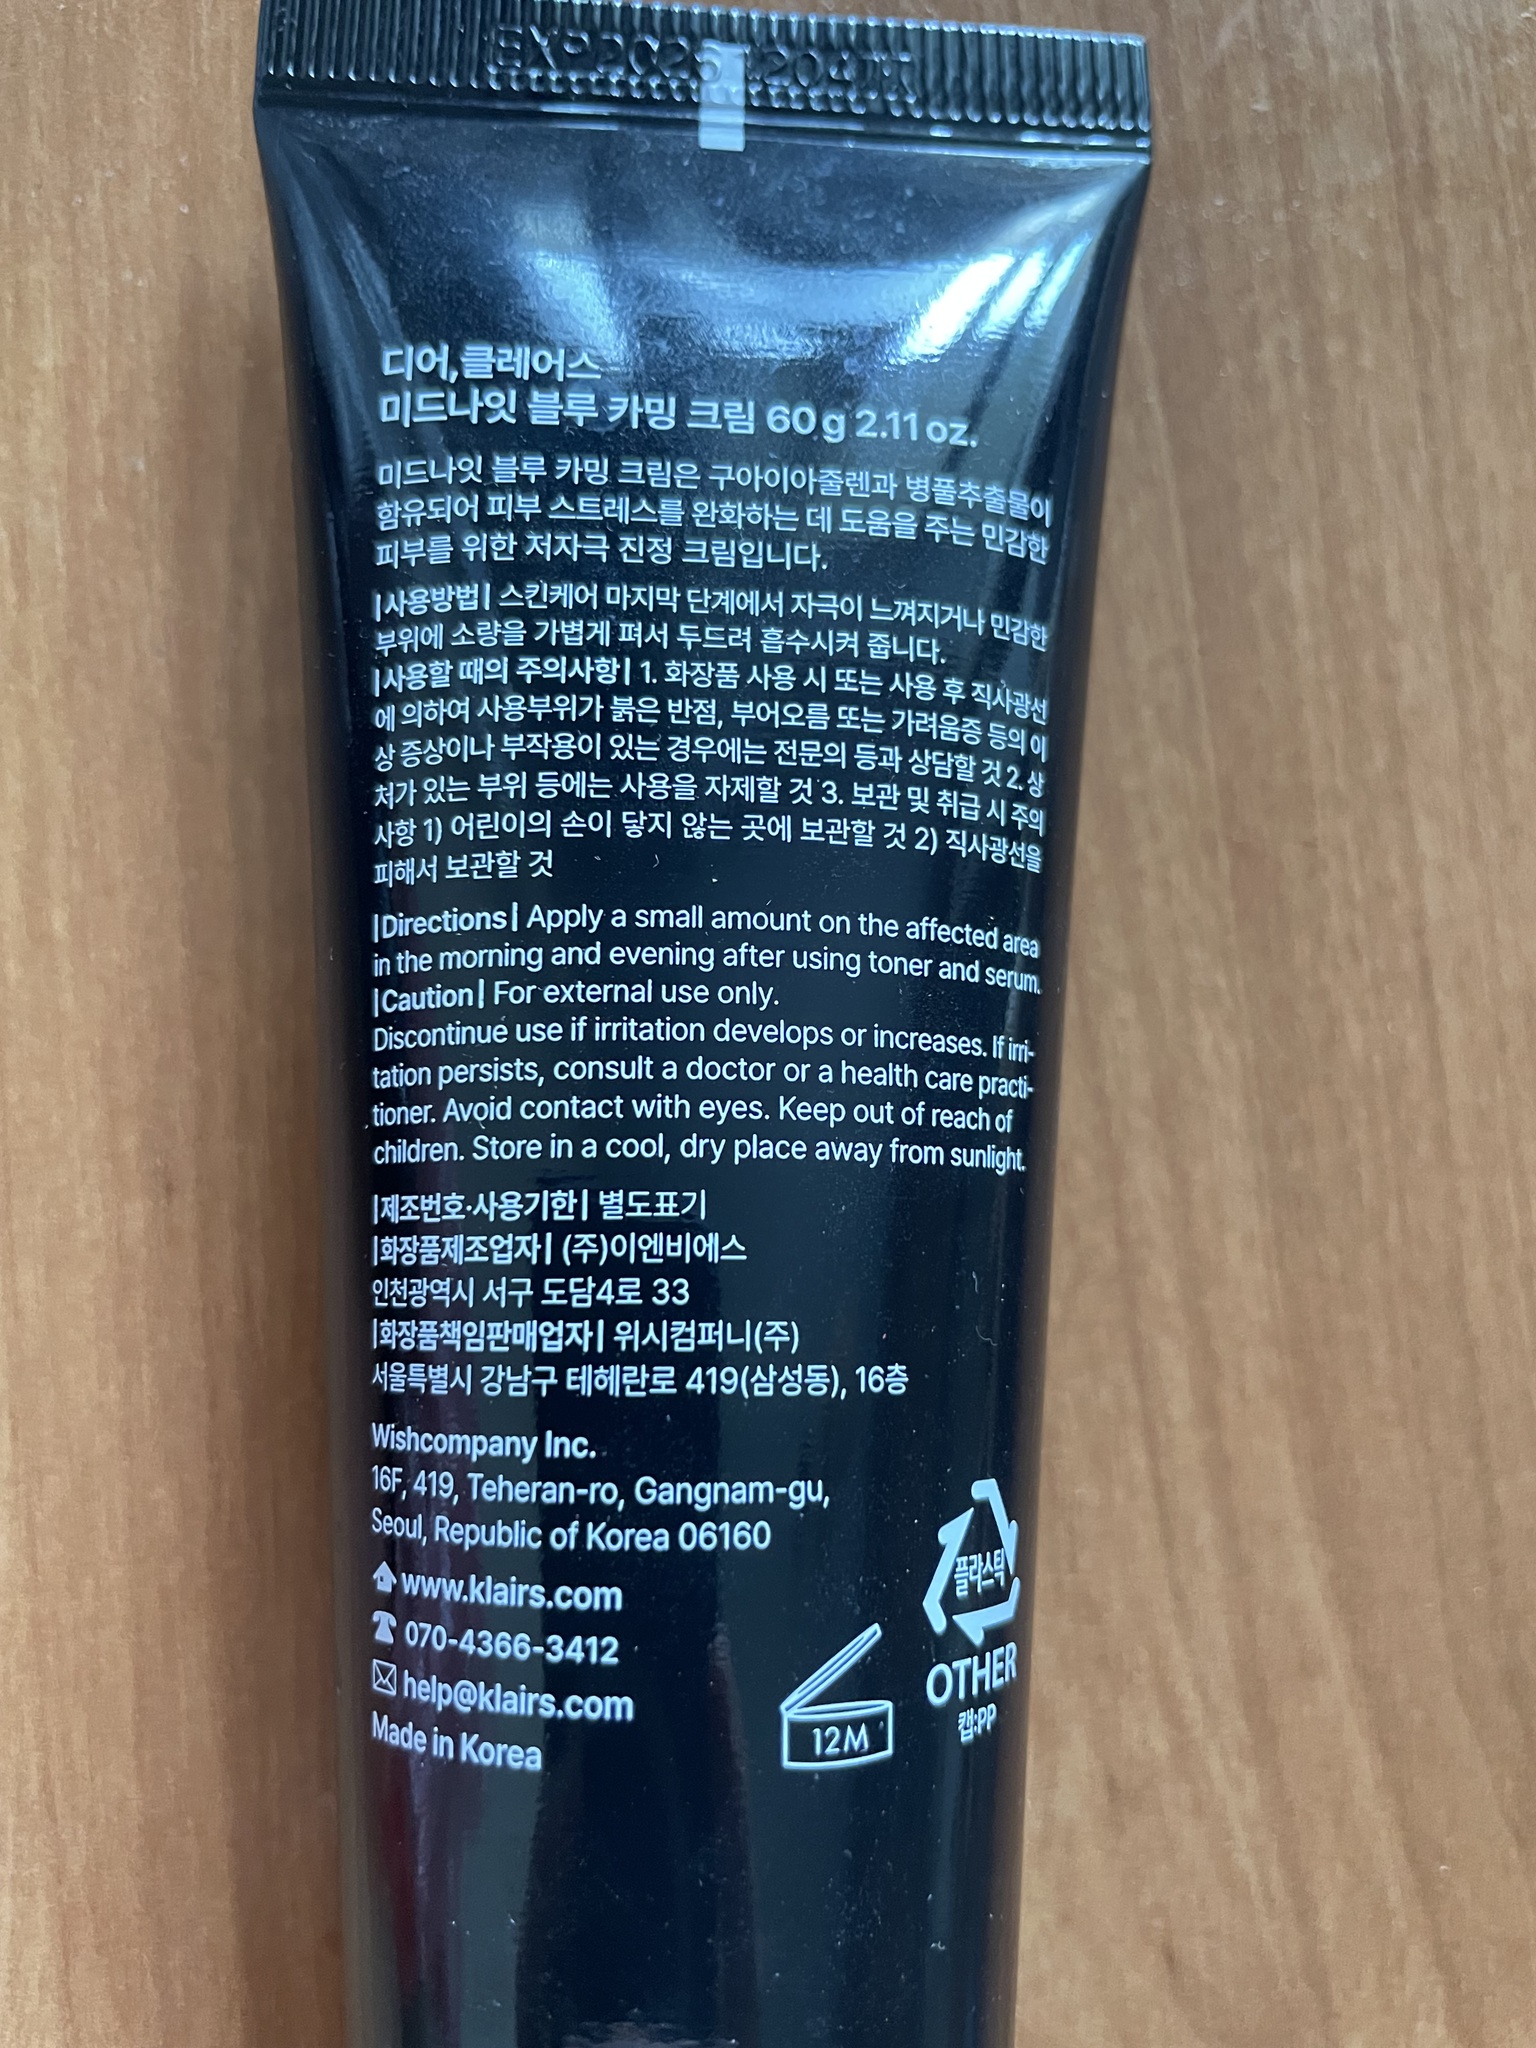 디어,클레어스
미드나잇 블루 카밍 크림 60g 2.11oz.
미드나잇 블루 카밍 크림은 구아이아줄렌과 병풀추출물이
함유되어 피부 스트레스를 완화하는 데 도움을 주는 민감한
피부를 위한 저자극 진정 크림입니다.
|사용방법| 스킨케어 마지막 단계에서 자극이 느껴지거나 민감한
부위에 소량을 가볍게 펴서 두드려 흡수시켜 줍니다.
|사용할 때의 주의사항| 1. 화장품 사용 시 또는 사용 후 직사광선
에 의하여 사용부위가 붉은 반점, 부어오름 또는 가려움증 등의 이
상 증상이나 부작용이 있는 경우에는 전문의 등과 상담할 것 2. 상
처가 있는 부위 등에는 사용을 자제할 것 3. 보관 및 취급 시 주의
사항 1) 어린이의 손이 닿지 않는 곳에 보관할 것 2) 직사광선을
피해서 보관할 것
|Directions| Apply a small amount on the affected area
in the morning and evening after using toner and serum.
|Caution| For external use only.
Discontinue use if irritation develops or increases. If irri-
tation persists, consult a doctor or a health care practi-
tioner. Avoid contact with eyes. Keep out of reach of
children. Store in a cool, dry place away from sunlight.
|제조번호·사용기한| 별도표기
|화장품제조업자| (주)이엔비에스
인천광역시 서구 도담4로 33
|화장품책임판매업자| 위시컴퍼니(주)
서울특별시 강남구 테헤란로 419(삼성동), 16층
Wishcompany Inc.
16F, 419, Teheran-ro, Gangnam-gu,
Seoul, Republic of Korea 06160
www.klairs.com
070-4366-3412
help@klairs.com
Made in Korea
12M
플라스틱
OTHER
캡:PP